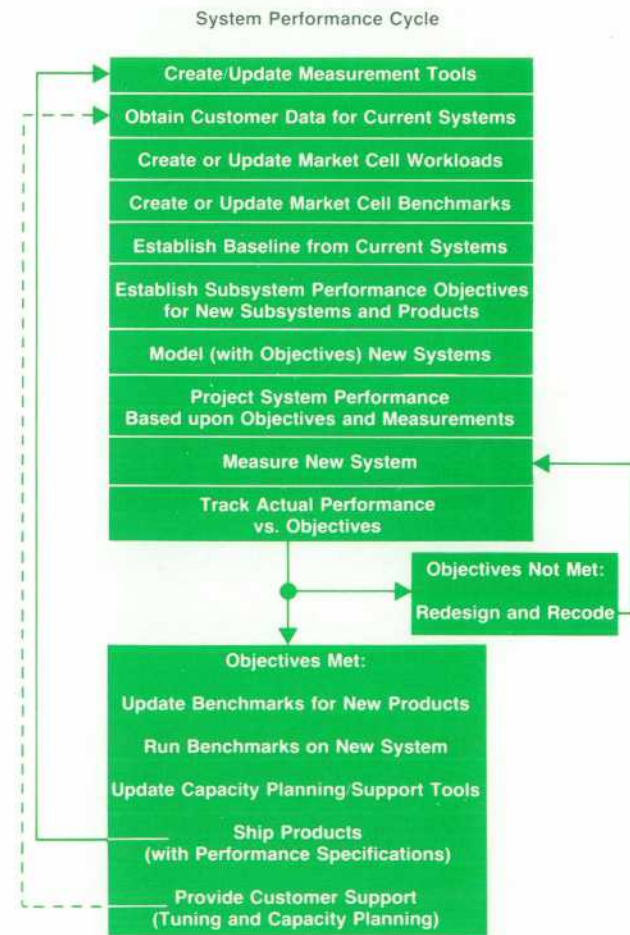 System Performance Cycle
Create/Update Measurement Tools
Obtain Customer Data for Current Systems
Create or Update Market Cell Workloads
Create or Update Market Cell Benchmarks
Establish Baseline from Current Systems
Establish Subsystem Performance Objectives
for New Subsystems and Products
Model (with Objectives) New Systems
Project System Performance
Based upon Objectives and Measurements
Measure New System
Track Actual Performance
vs. Objectives
Objectives Not Met:
Redesign and Recode
Objectives Met:
Update Benchmarks for New Products
Run Benchmarks on New System
Update Capacity Planning/Support Tools
Ship Products
(with Performance Specifications)
Provide Customer Support
(Tuning and Capacity Planning)